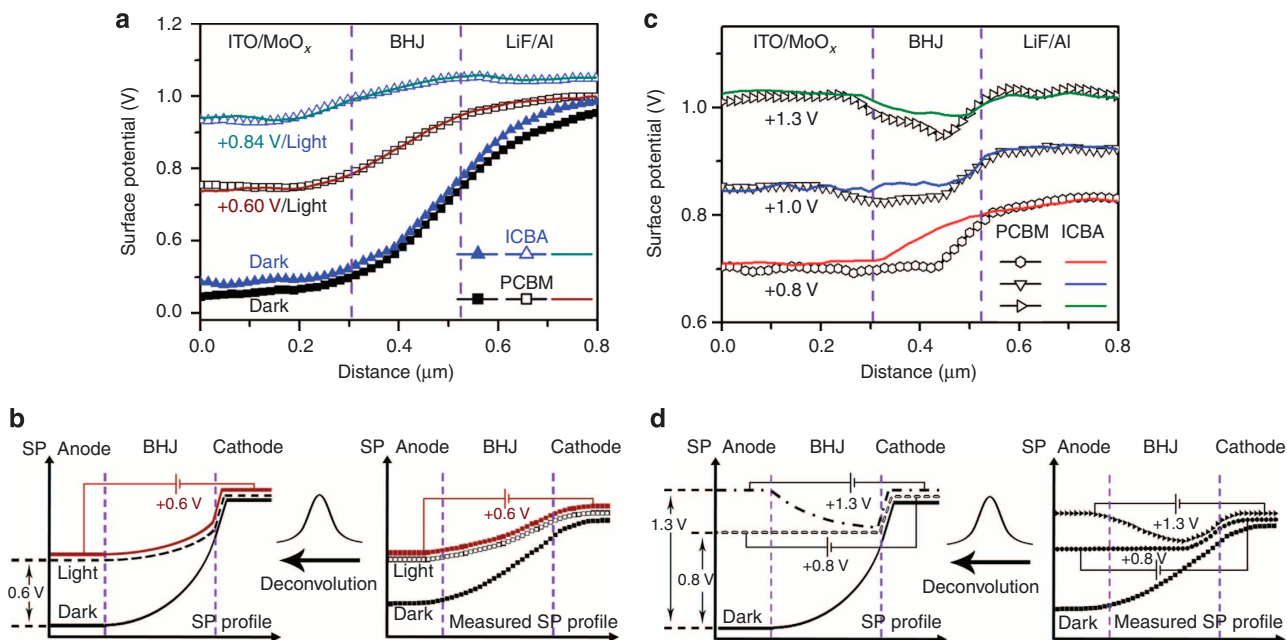 a
1.2
1.0
0.8
0.6
0.0
Surface potential (V)
ITO/MoOx
BHJ
LiF/Al
+0.84 V/Light
+0.60 V/Light
Dark
Dark
ICBA
PCBM
0.0
0.2
0.4
0.6
0.8
Distance (μm)
c
1.0
0.8
0.6
Surface potential (V)
ITO/MoOx
BHJ
LiF/Al
+1.3 V
+1.0 V
+0.8 V
PCBM ICBA
0.0
0.2
0.4
0.6
0.8
Distance (μm)
b
SP
Anode
BHJ
Cathode
+0.6 V
Light
0.6 V
Dark
SP profile
Deconvolution
SP
Anode
BHJ
Cathode
+0.6 V
Light
Dark
Measured SP profile
d
SP
Anode
BHJ
Cathode
+1.3 V
1.3 V
0.8 V
+0.8 V
Dark
SP profile
Deconvolution
SP
Anode
BHJ
Cathode
+1.3 V
+0.8 V
Dark
Measured SP profile